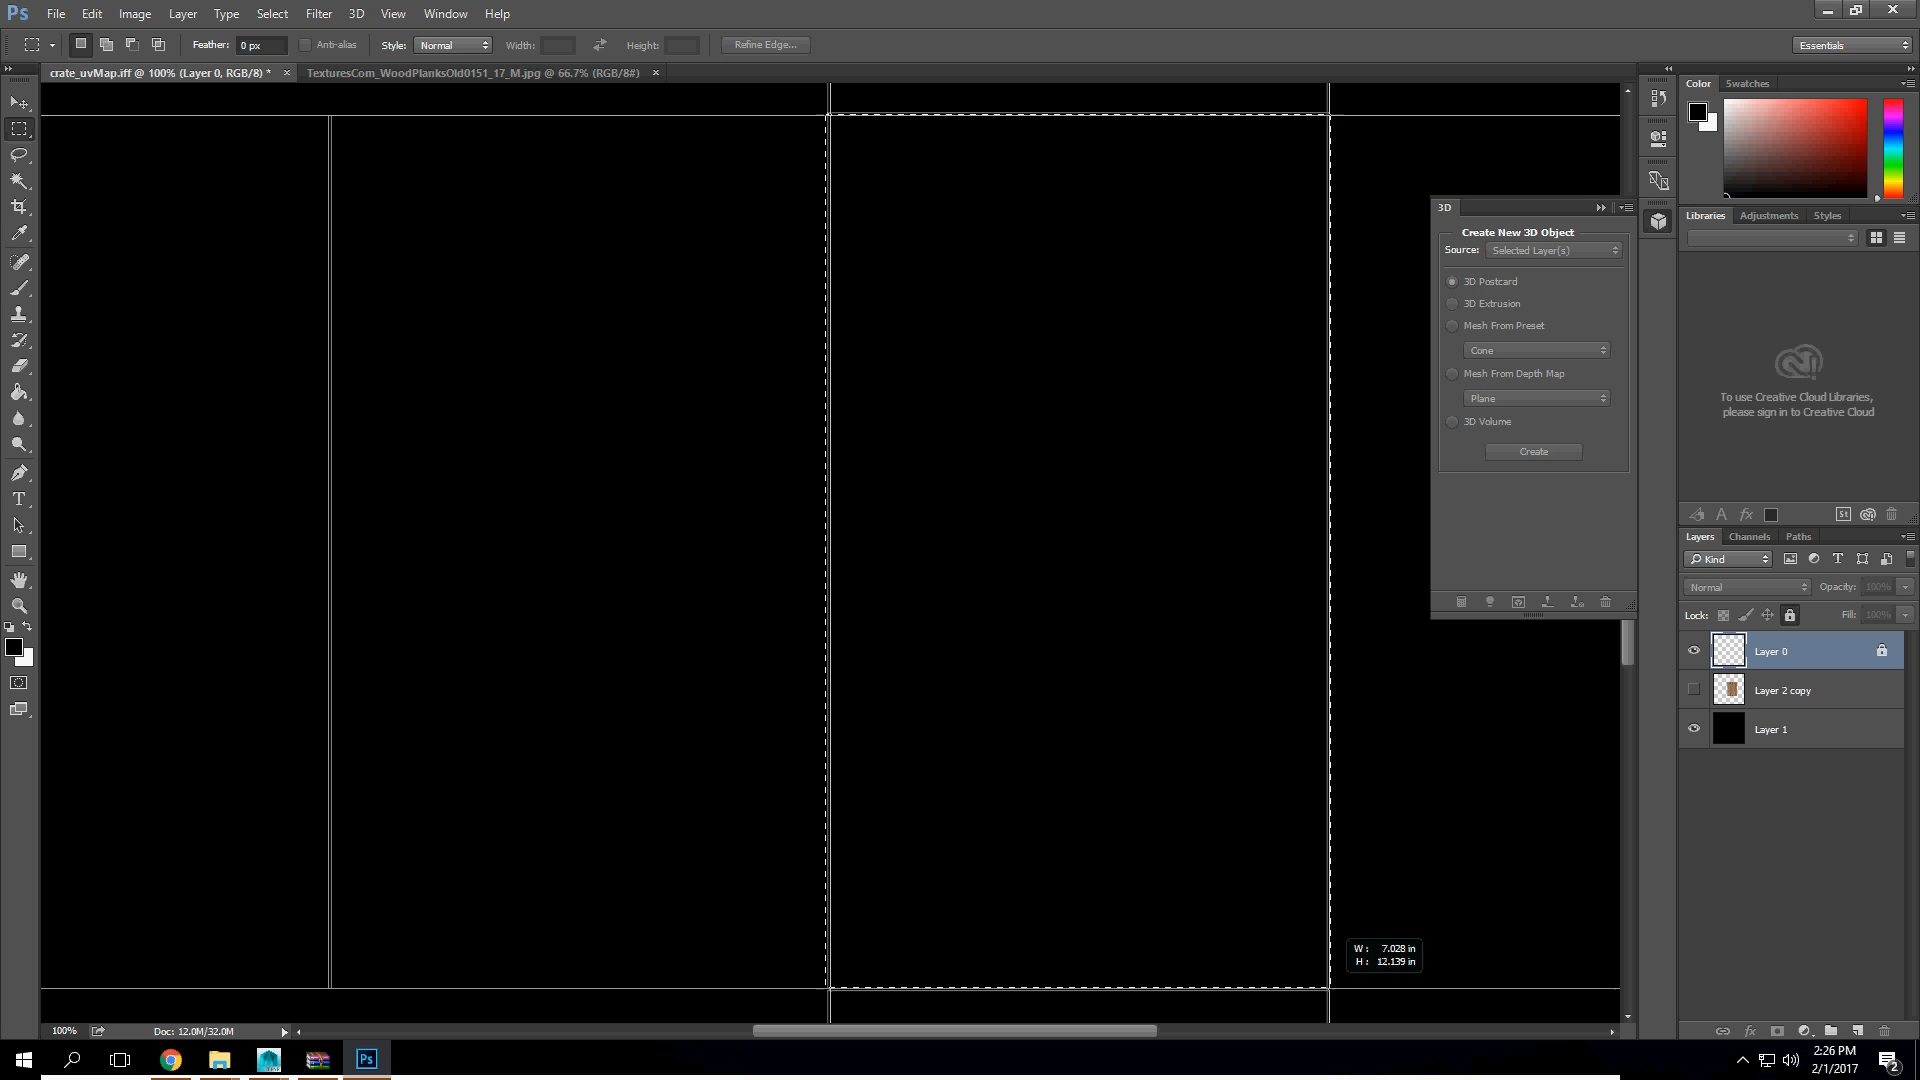 Ps File Edit Image Layer Type Select Filter 3D View Window Help
Feather: 0 px Anti-alias Style: Normal Width: Height: Refine Edge... Essentials
crate_uvMap.iff @ 100% (Layer 0, RGB/8) * × TexturesCom_WoodPlanksOld0151_17_M.jpg @ 66.7% (RGB/8#) ×
Color Swatches
3D
Create New 3D Object
Source: Selected Layer(s)
3D Postcard
3D Extrusion
Mesh From Preset
Cone
Mesh From Depth Map
Plane
3D Volume
Create
Libraries Adjustments Styles
To use Creative Cloud Libraries,
please sign in to Creative Cloud
St
Layers Channels Paths
Kind
Normal Opacity: 100%
Lock: Fill: 100%
Layer 0
Layer 2 copy
Layer 1
W : 7.028 in
H : 12.139 in
100% Doc: 12.0M/32.0M
Ps
2:26 PM
2/1/2017
2